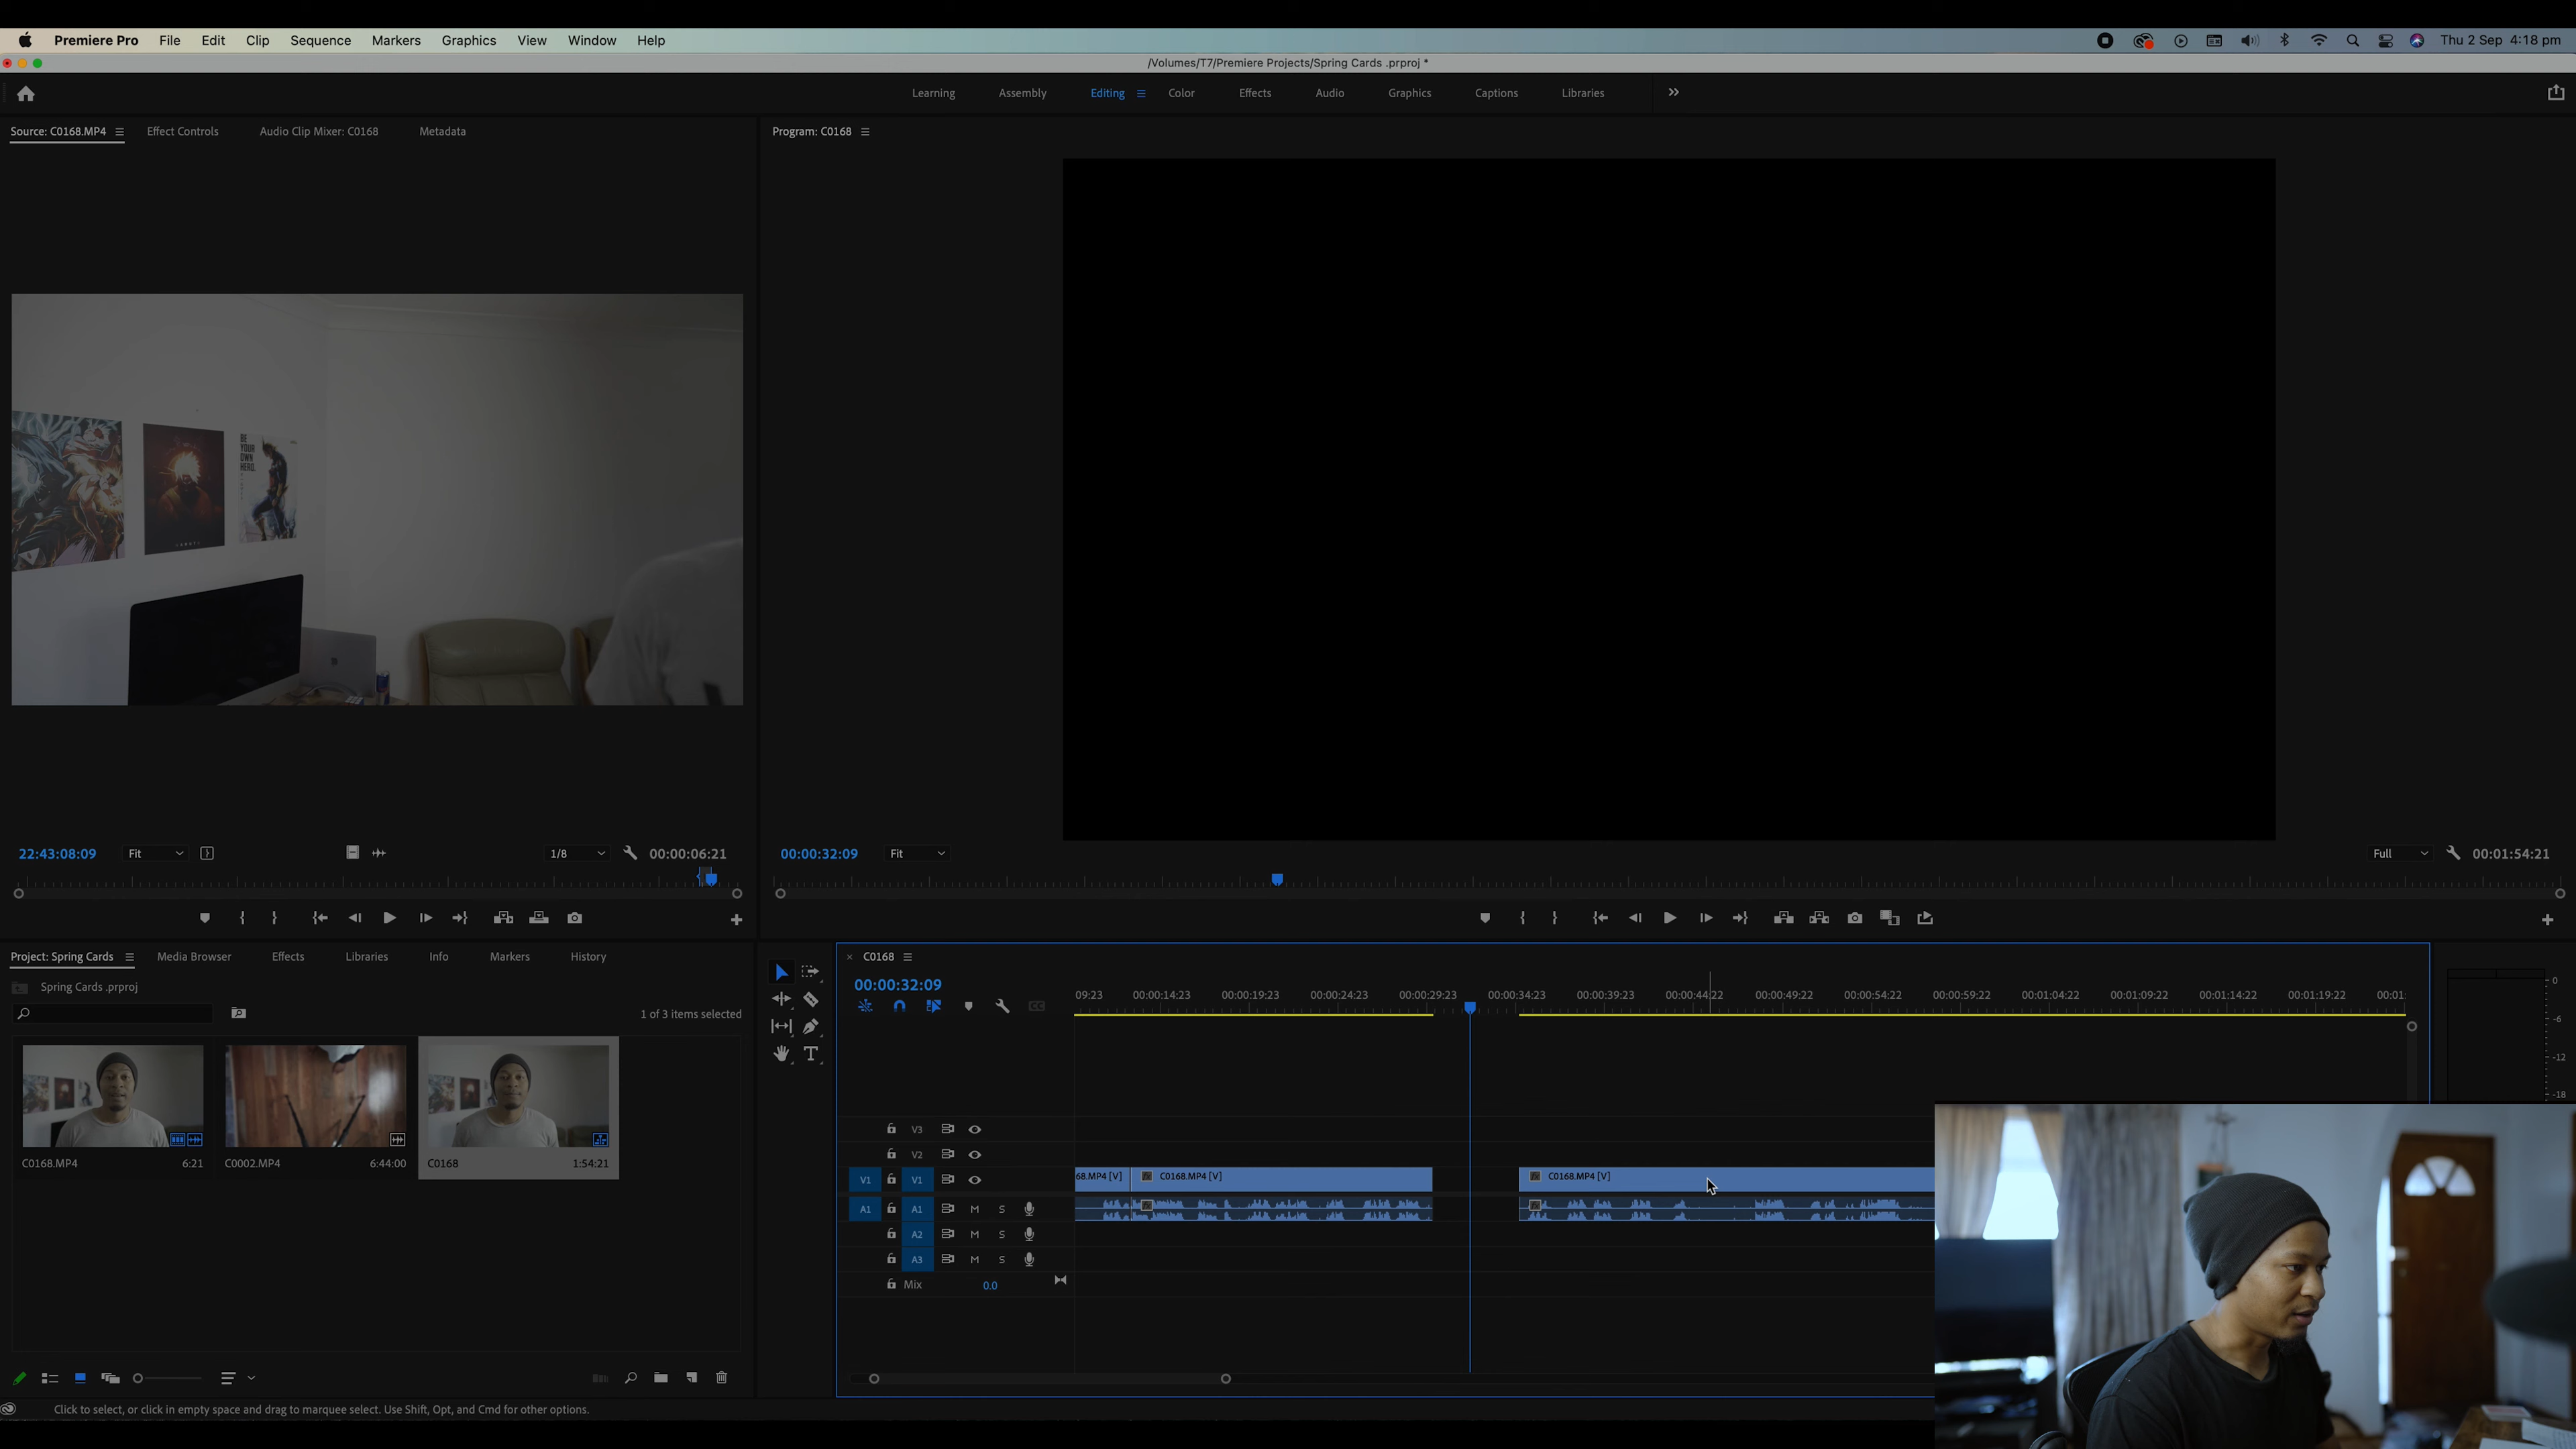 Premiere Pro File Edit Clip Sequence Markers Graphics View Window Help Thu 2 Sep 4:18 pm
/Volumes/T7/Premiere Projects/Spring Cards .prproj *
Learning Assembly Editing Color Effects Audio Graphics Captions Libraries
Source: C0168.MP4 Effect Controls Audio Clip Mixer: C0168 Metadata
Program: C0168
BE
YOUR
OWN
HERO.
22:43:08:09 Fit 1/8 00:00:06:21
00:00:32:09 Fit Full 00:01:54:21
Project: Spring Cards Media Browser Effects Libraries Info Markers History
Spring Cards .prproj
1 of 3 items selected
C0168.MP4 6:21
C0002.MP4 6:44:00
C0168 1:54:21
C0168
00:00:32:09
09:23 00:00:14:23 00:00:19:23 00:00:24:23 00:00:29:23 00:00:34:23 00:00:39:23 00:00:44:22 00:00:49:22 00:00:54:22 00:00:59:22 00:01:04:22 00:01:09:22 00:01:14:22 00:01:19:22 00:01:
V3
V2
V1 V1 68.MP4 [V] C0168.MP4 [V] C0168.MP4 [V]
A1 A1 M S
A2 M S
A3 M S
Mix 0.0
0
-6
-12
-18
Click to select, or click in empty space and drag to marquee select. Use Shift, Opt, and Cmd for other options.